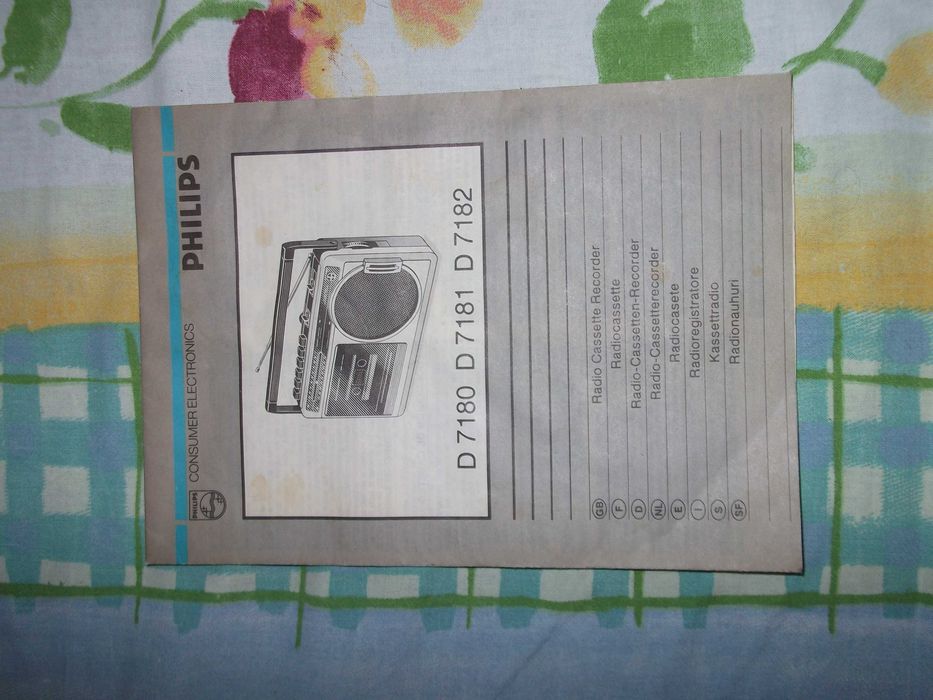 PHILIPS
CONSUMER ELECTRONICS PHILIPS
D 7180 D 7181 D 7182
GB Radio Cassette Recorder
F Radiocassette
D Radio-Cassetten-Recorder
NL Radio-Cassetterecorder
E Radiocasete
I Radioregistratore
S Kassettradio
SF Radionauhuri